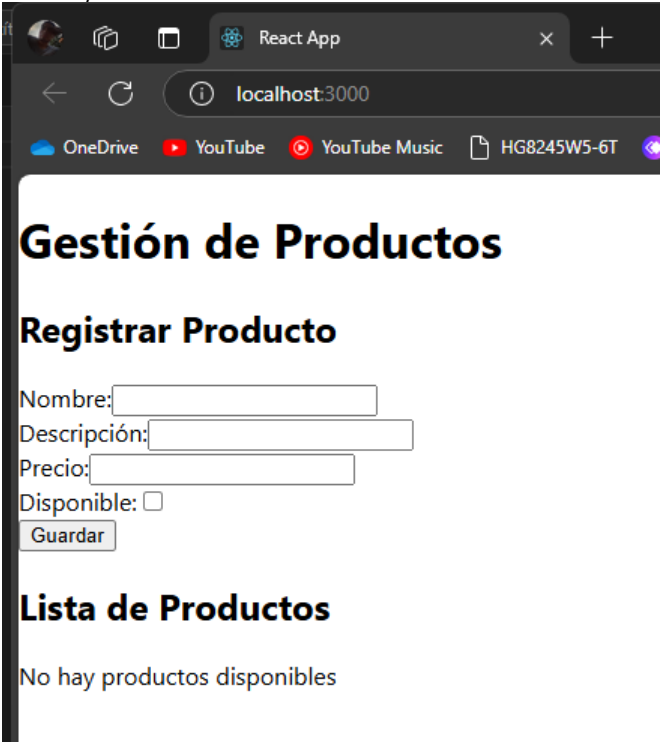 React App
localhost:3000
OneDrive YouTube YouTube Music HG8245W5-6T
Gestión de Productos
Registrar Producto
Nombre:
Descripción:
Precio:
Disponible:
Guardar
Lista de Productos
No hay productos disponibles